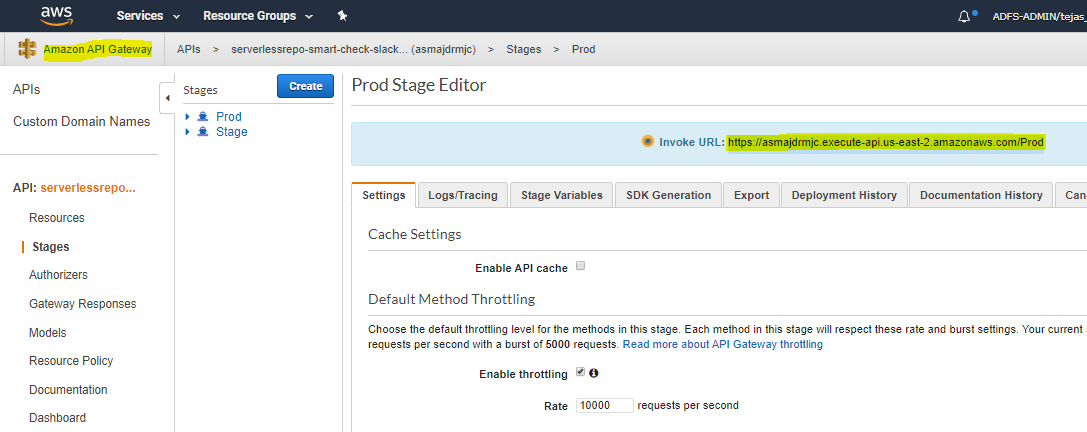 aws
Services
Resource Groups
ADFS-ADMIN/tejas_
Amazon API Gateway
APIs > serverlessrepo-smart-check-slack... (asmajdrmjc) > Stages > Prod
APIs
Custom Domain Names
API: serverlessrepo...
Resources
Stages
Authorizers
Gateway Responses
Models
Resource Policy
Documentation
Dashboard
Stages
Create
Prod
Stage
Prod Stage Editor
Invoke URL: https://asmajdrmjc.execute-api.us-east-2.amazonaws.com/Prod
Settings
Logs/Tracing
Stage Variables
SDK Generation
Export
Deployment History
Documentation History
Can
Cache Settings
Enable API cache
Default Method Throttling
Choose the default throttling level for the methods in this stage. Each method in this stage will respect these rate and burst settings. Your current
requests per second with a burst of 5000 requests. Read more about API Gateway throttling
Enable throttling
Rate 10000 requests per second